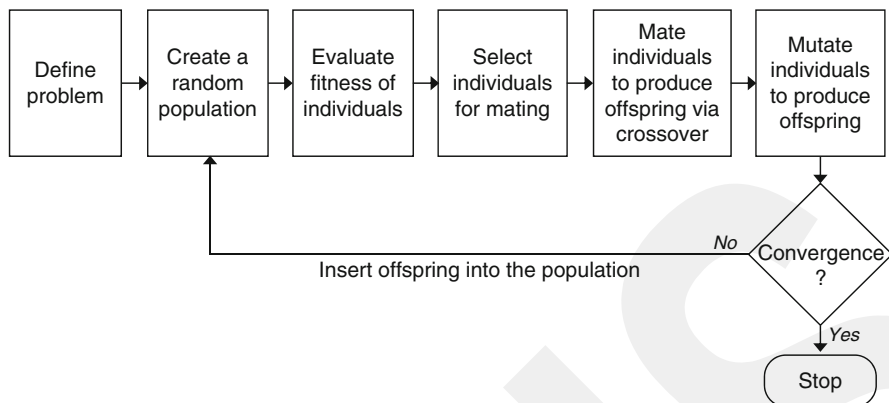 Define
problem
Create a
random
population
Evaluate
fitness of
individuals
Select
individuals
for mating
Mate
individuals
to produce
offspring via
crossover
Mutate
individuals
to produce
offspring
No
Convergence
?
Insert offspring into the population
Yes
Stop